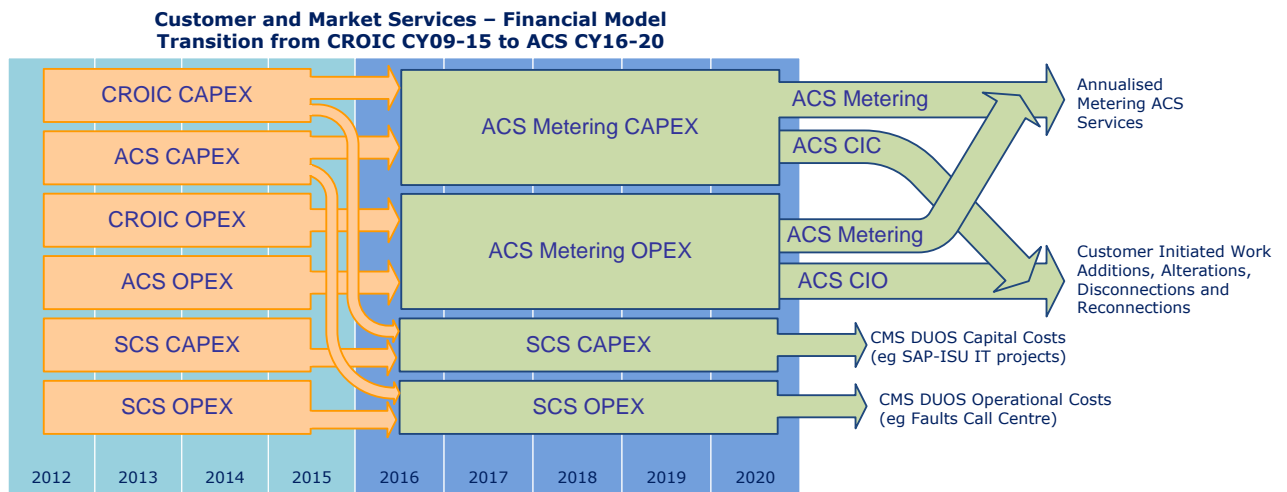 Customer and Market Services – Financial Model
Transition from CROIC CY09-15 to ACS CY16-20
CROIC CAPEX
ACS CAPEX
CROIC OPEX
ACS OPEX
SCS CAPEX
SCS OPEX
ACS Metering CAPEX
ACS Metering OPEX
SCS CAPEX
SCS OPEX
ACS Metering
ACS CIC
ACS Metering
ACS CIO
Annualised
Metering ACS
Services
Customer Initiated Work
Additions, Alterations,
Disconnections and
Reconnections
CMS DUOS Capital Costs
(eg SAP-ISU IT projects)
CMS DUOS Operational Costs
(eg Faults Call Centre)
2012 2013 2014 2015 2016 2017 2018 2019 2020